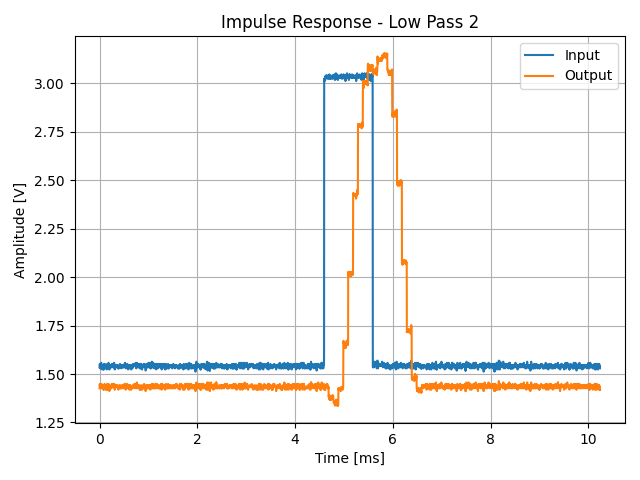 Impulse Response - Low Pass 2
Input
Output
Amplitude [V]
3.00
2.75
2.50
2.25
2.00
1.75
1.50
1.25
0 2 4 6 8 10
Time [ms]